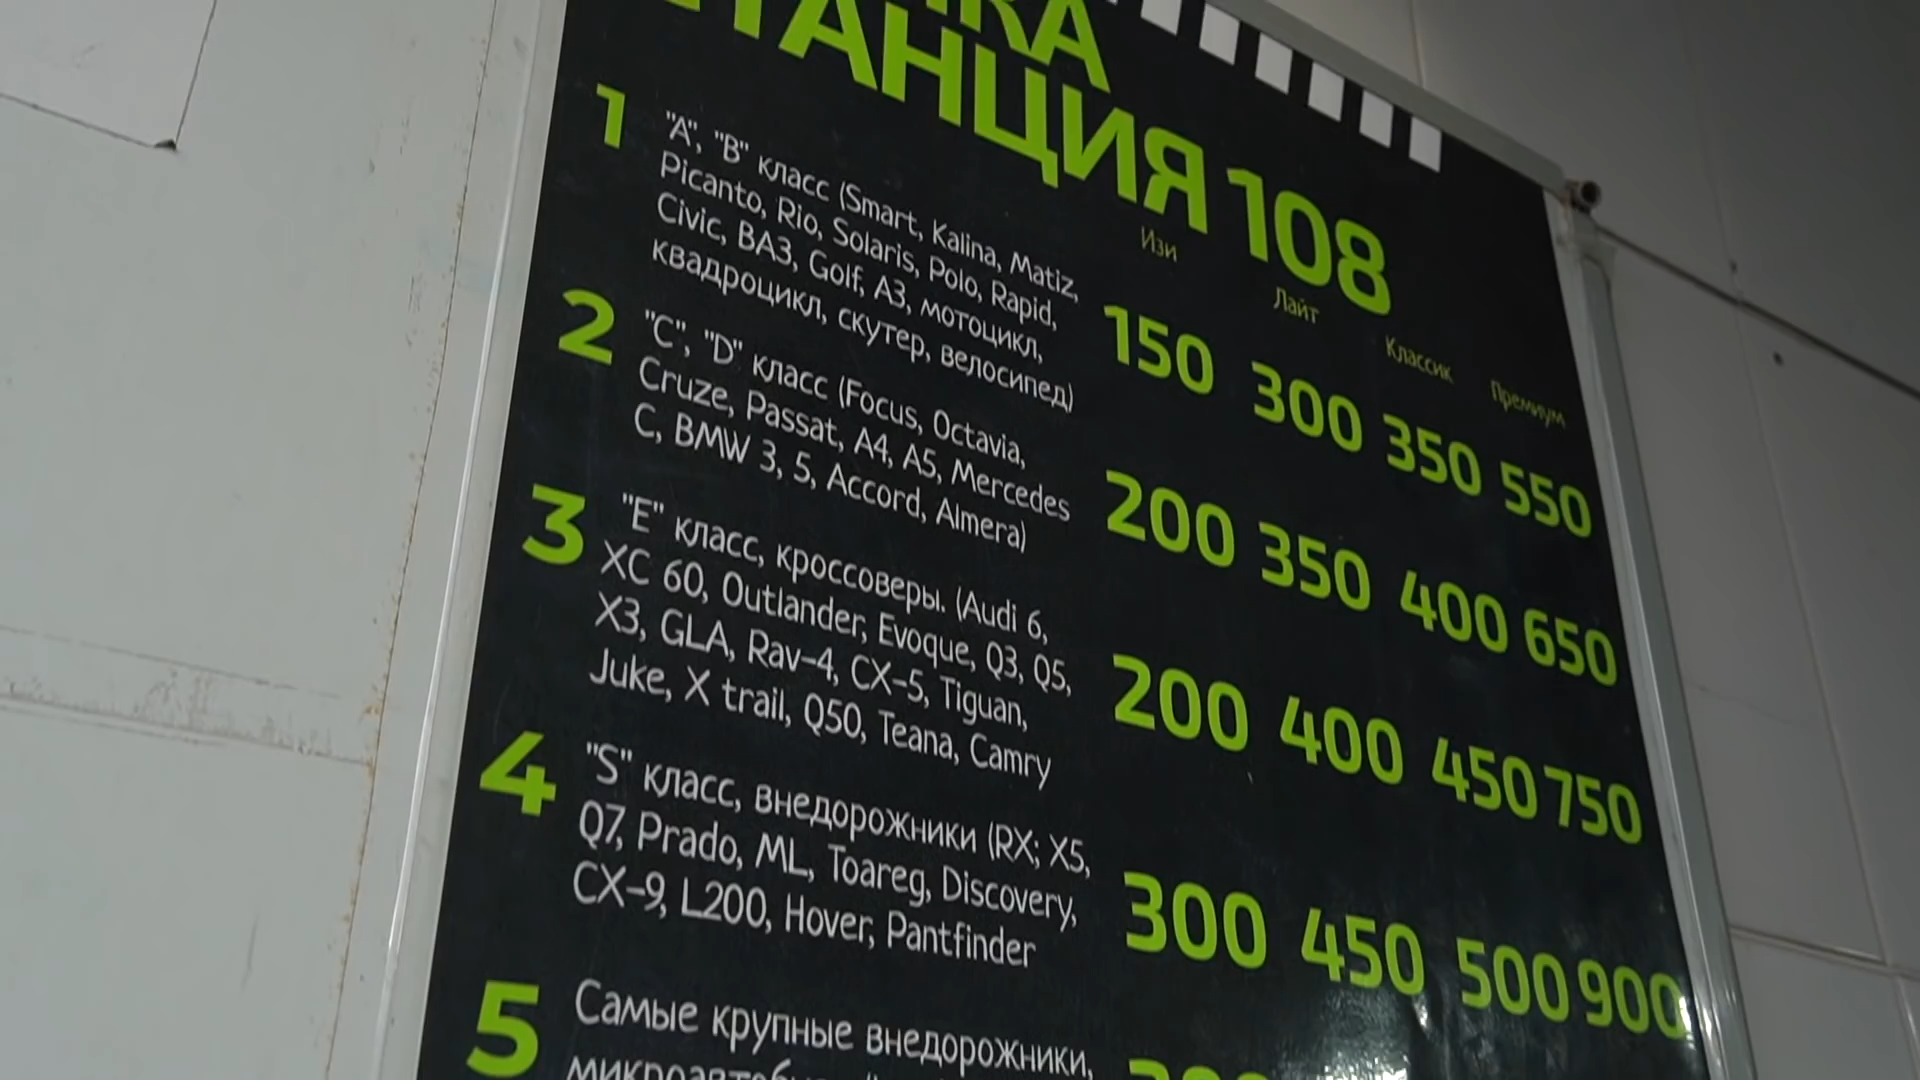 СТАНЦИЯ 108
Изи Лайт Классик Премиум
1 "A", "B" класс (Smart, Kalina, Matiz,
Picanto, Rio, Solaris, Polo, Rapid,
Civic, ВАЗ, Golf, A3, мотоцикл,
квадроцикл, скутер, велосипед)
150 300 350 550
2 "C", "D" класс (Focus, Octavia,
Cruze, Passat, A4, A5, Mercedes
C, BMW 3, 5, Accord, Almera)
200 350 400 650
3 "E" класс, кроссоверы. (Audi 6,
XC 60, Outlander, Evoque, Q3, Q5,
X3, GLA, Rav-4, CX-5, Tiguan,
Juke, X trail, Q50, Teana, Camry
200 400 450 750
4 "S" класс, внедорожники (RX; X5,
Q7, Prado, ML, Toareg, Discovery,
CX-9, L200, Hover, Pantfinder
300 450 500 900
5 Самые крупные внедорожники,